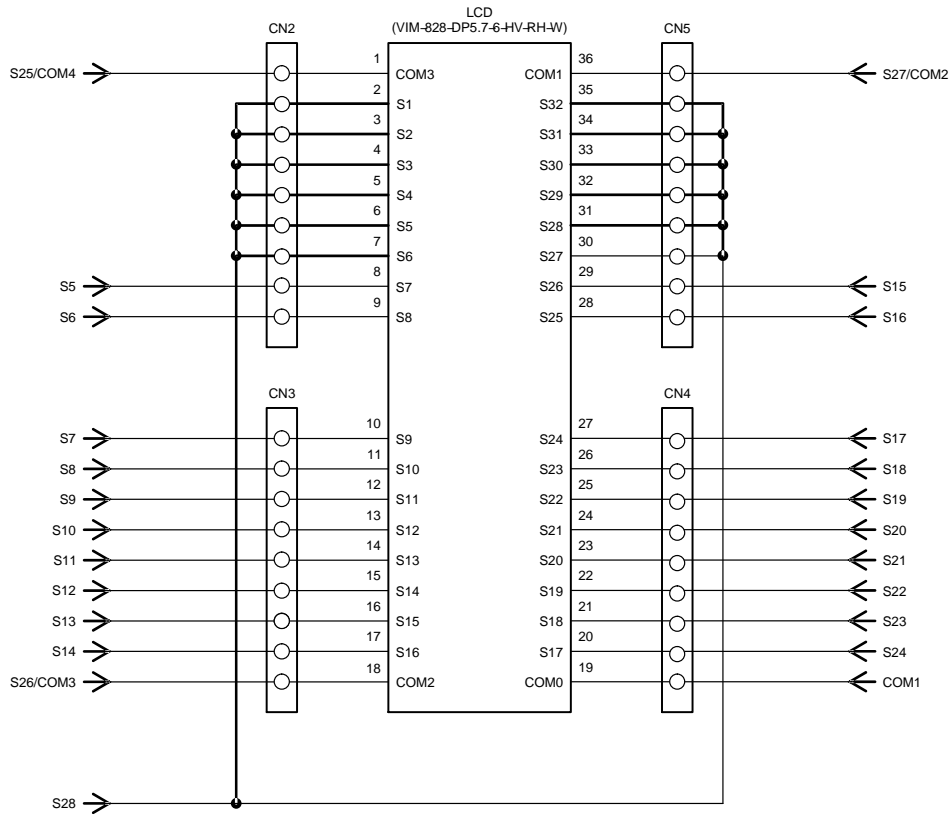 LCD
(VIM-828-DP5.7-6-HV-RH-W)
CN2
CN5
S25/COM4
1
COM3
COM1
36
S27/COM2
2
S1
S32
35
3
S2
S31
34
4
S3
S30
33
5
S4
S29
32
6
S5
S28
31
7
S6
S27
30
S5
8
S7
S26
29
S15
S6
9
S8
S25
28
S16
CN3
CN4
S7
10
S9
S24
27
S17
S8
11
S10
S23
26
S18
S9
12
S11
S22
25
S19
S10
13
S12
S21
24
S20
S11
14
S13
S20
23
S21
S12
15
S14
S19
22
S22
S13
16
S15
S18
21
S23
S14
17
S16
S17
20
S24
S26/COM3
18
COM2
COM0
19
COM1
S28